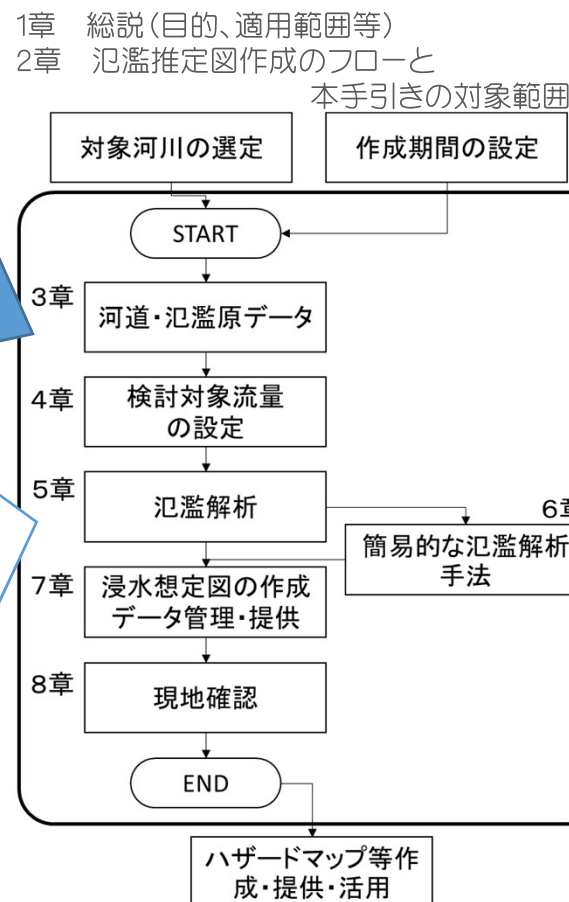 1章 総説(目的、適用範囲等)
2章 氾濫推定図作成のフローと
本手引きの対象範囲
対象河川の選定
作成期間の設定
START
3章
河道・氾濫原データ
4章
検討対象流量
の設定
5章
氾濫解析
6章
簡易的な氾濫解析
手法
7章
浸水想定図の作成
データ管理・提供
8章
現地確認
END
ハザードマップ等作
成・提供・活用